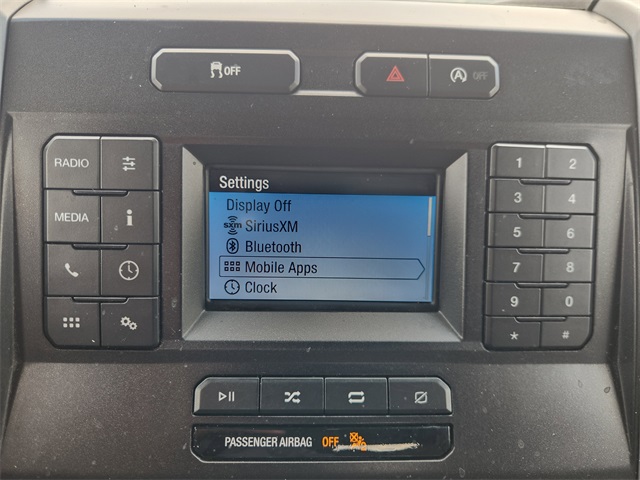 OFF
A OFF
RADIO
MEDIA
i
Settings
Display Off
sxm SiriusXM
Bluetooth
Mobile Apps
Clock
1 2
3 4
5 6
7 8
9 0
* #
PASSENGER AIRBAG OFF